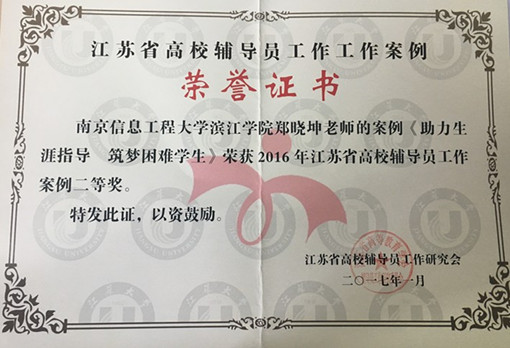 江苏省高校辅导员工作工作案例
荣誉证书
南京信息工程大学滨江学院郑晓坤老师的案例《助力生
涯指导 筑梦困难学生》荣获2016年江苏省高校辅导员工作
案例二等奖。
特发此证，以资鼓励。
江苏省高校辅导员工作研究会
二〇一七年一月